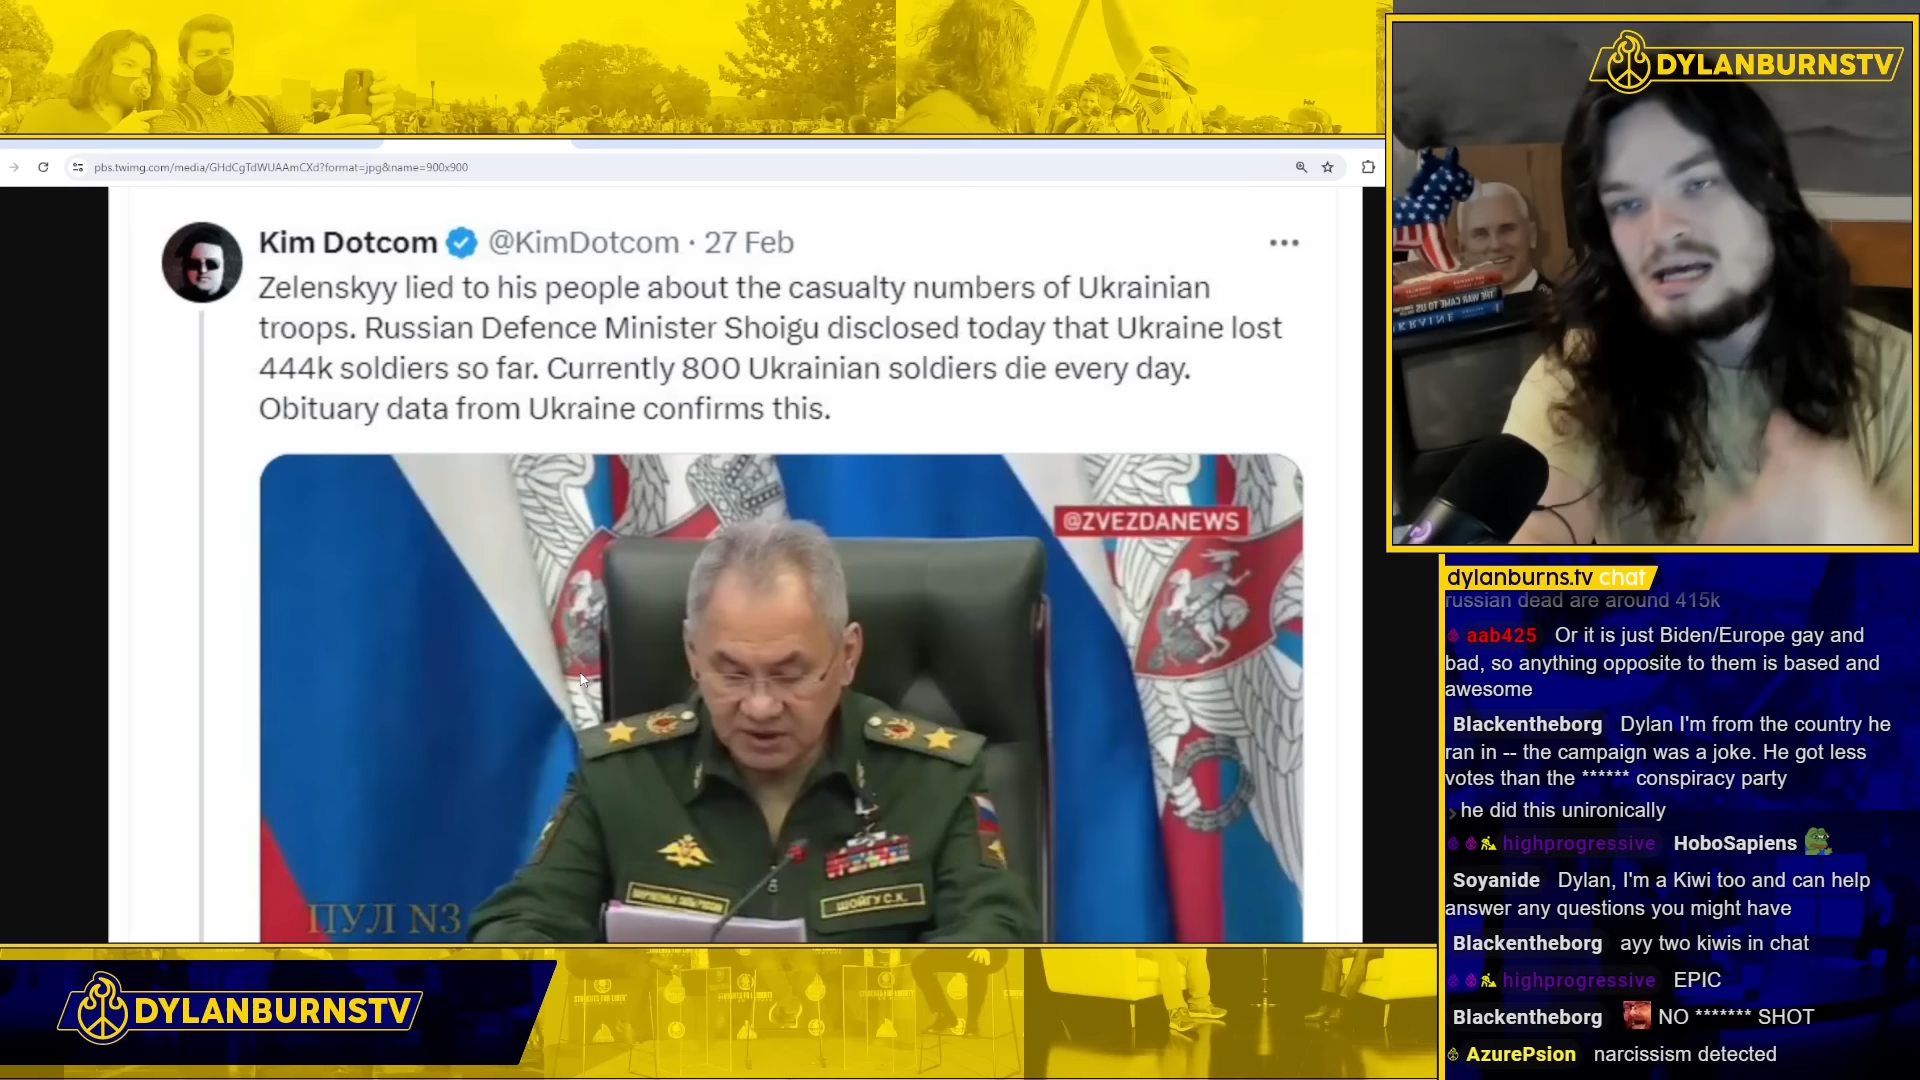 pbs.twimg.com/media/GHdCgTdWUAAmCXd?format=jpg&name=900x900
Kim Dotcom @KimDotcom · 27 Feb
Zelenskyy lied to his people about the casualty numbers of Ukrainian
troops. Russian Defence Minister Shoigu disclosed today that Ukraine lost
444k soldiers so far. Currently 800 Ukrainian soldiers die every day.
Obituary data from Ukraine confirms this.
@ZVEZDANEWS
ШОЙГУ С.К.
ПУЛ N3
DYLANBURNSTV
THE WAR CAME TO US
UKRAINE
dylanburns.tv chat
russian dead are around 415k
aab425 Or it is just Biden/Europe gay and
bad, so anything opposite to them is based and
awesome
Blackentheborg Dylan I'm from the country he
ran in -- the campaign was a joke. He got less
votes than the ****** conspiracy party
he did this unironically
highprogressive HoboSapiens
Soyanide Dylan, I'm a Kiwi too and can help
answer any questions you might have
Blackentheborg ayy two kiwis in chat
highprogressive EPIC
Blackentheborg NO ******* SHOT
AzurePsion narcissism detected
DYLANBURNSTV